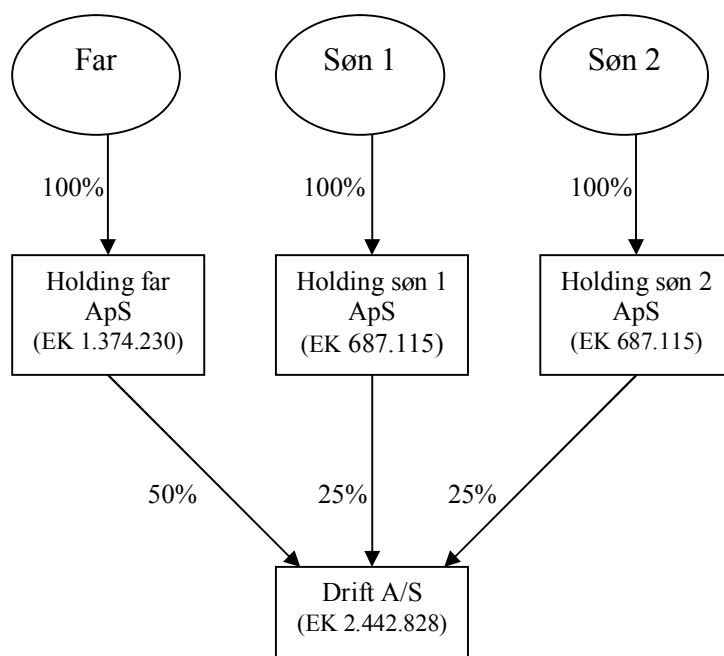 Far
Søn 1
Søn 2
100%
100%
100%
Holding far
ApS
(EK 1.374.230)
Holding søn 1
ApS
(EK 687.115)
Holding søn 2
ApS
(EK 687.115)
50%
25%
25%
Drift A/S
(EK 2.442.828)